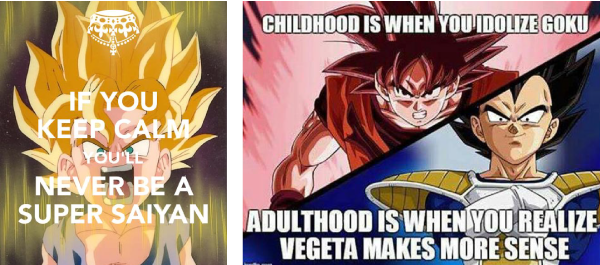 IF YOU
KEEP CALM
YOU'LL
NEVER BE A
SUPER SAIYAN
CHILDHOOD IS WHEN YOU IDOLIZE GOKU
ADULTHOOD IS WHEN YOU REALIZE
VEGETA MAKES MORE SENSE